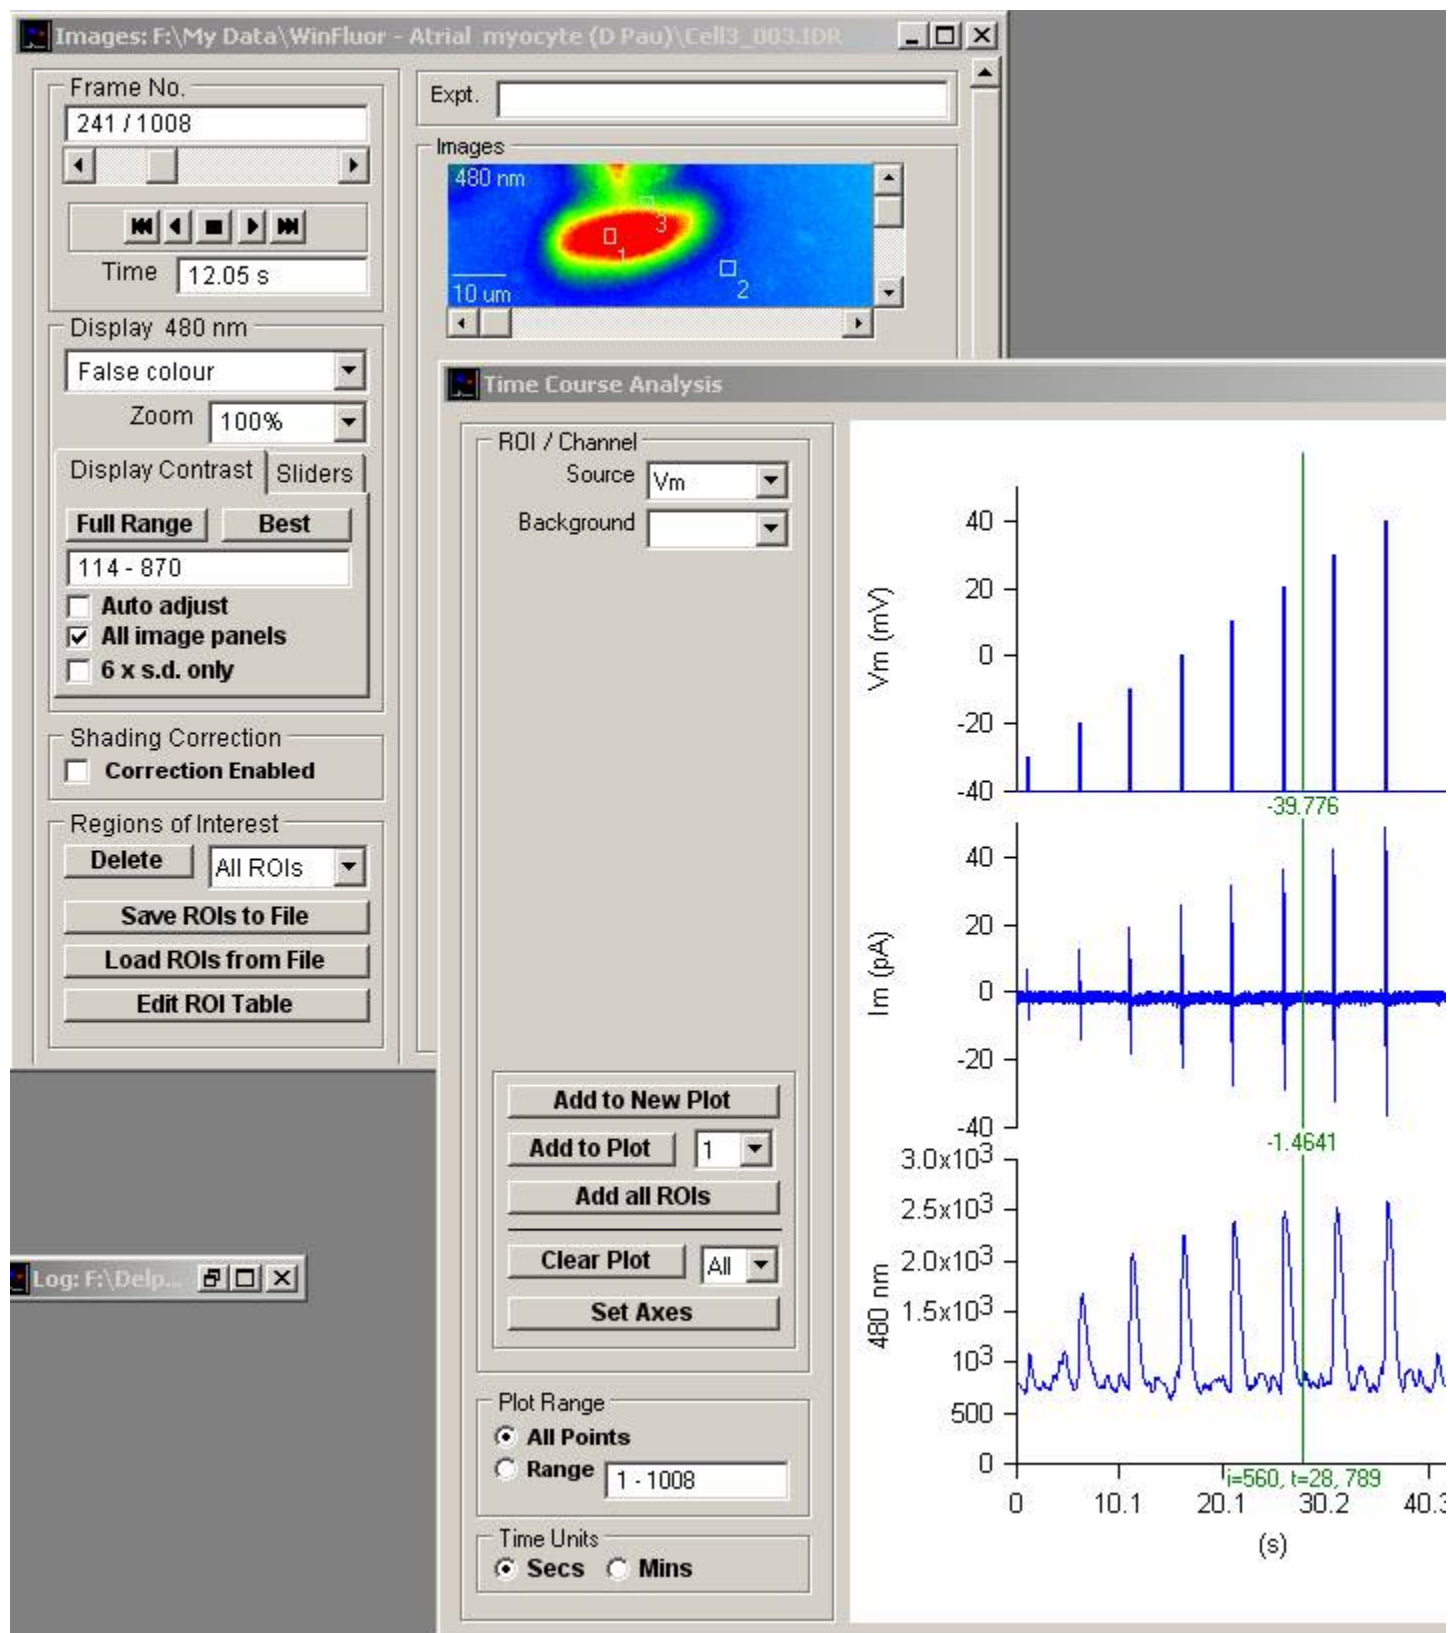 Images: F:\My Data\WinFluor - Atrial myocyte (D Pau)\Cell3_003.IDR
Frame No.
241 / 1008
Time 12.05 s
Display 480 nm
False colour
Zoom 100%
Display Contrast Sliders
Full Range Best
114 - 870
Auto adjust
All image panels
6 x s.d. only
Shading Correction
Correction Enabled
Regions of Interest
Delete All ROIs
Save ROIs to File
Load ROIs from File
Edit ROI Table
Expt.
Images
480 nm
3
1
2
10 um
Time Course Analysis
ROI / Channel
Source Vm
Background
Add to New Plot
Add to Plot 1
Add all ROIs
Clear Plot All
Set Axes
Plot Range
All Points
Range 1 - 1008
Time Units
Secs Mins
Vm (mV)
40
20
0
-20
-40
-39.776
Im (pA)
40
20
0
-20
-40
-1.4641
480 nm
3.0x10³
2.5x10³
2.0x10³
1.5x10³
10³
500
0
i=560, t=28, 789
0 10.1 20.1 30.2 40.3
(s)
Log: F:\Delp...